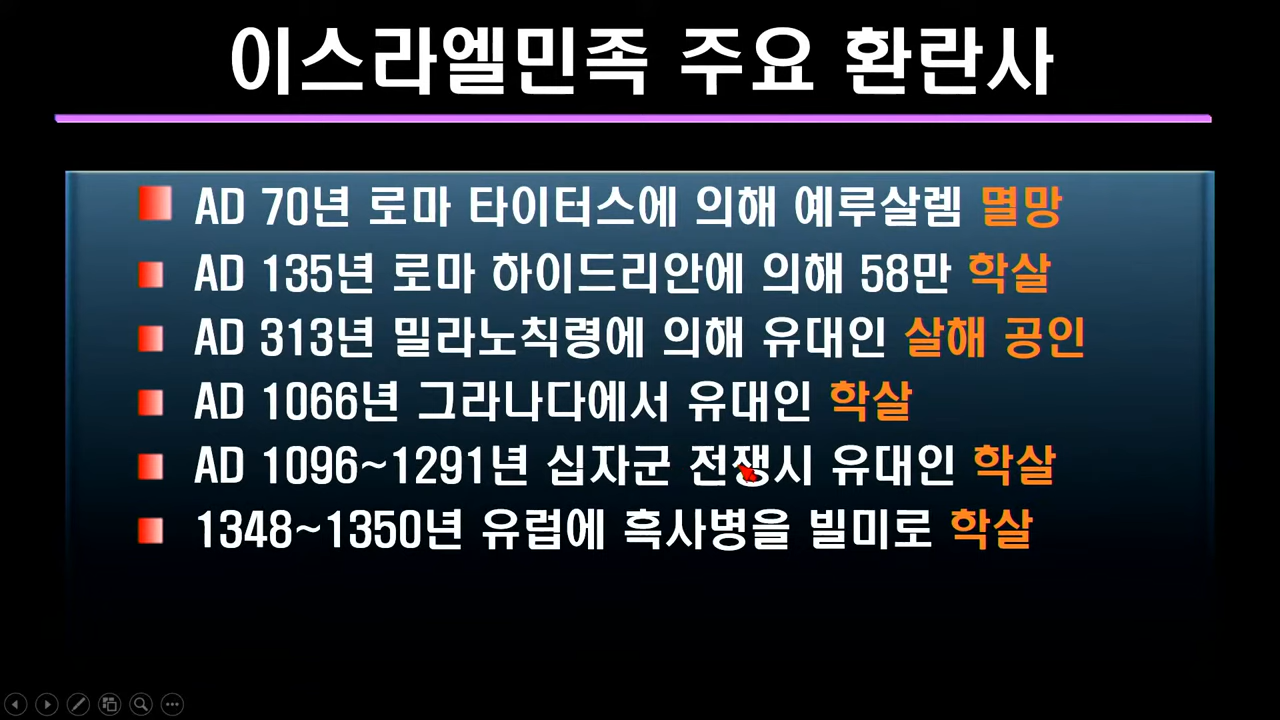 이스라엘민족 주요 환란사
AD 70년 로마 타이터스에 의해 예루살렘 멸망
AD 135년 로마 하이드리안에 의해 58만 학살
AD 313년 밀라노칙령에 의해 유대인 살해 공인
AD 1066년 그라나다에서 유대인 학살
AD 1096~1291년 십자군 전쟁시 유대인 학살
1348~1350년 유럽에 흑사병을 빌미로 학살